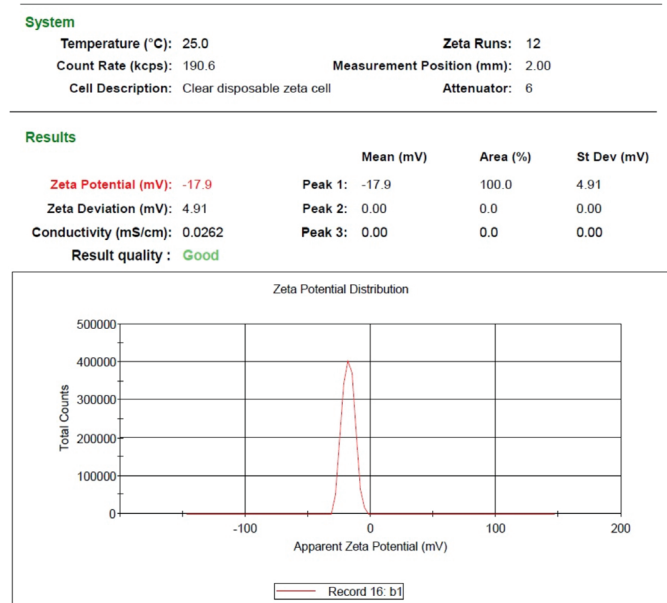 System
Temperature (°C): 25.0 Zeta Runs: 12
Count Rate (kcps): 190.6 Measurement Position (mm): 2.00
Cell Description: Clear disposable zeta cell Attenuator: 6
Results
Mean (mV) Area (%) St Dev (mV)
Zeta Potential (mV): -17.9 Peak 1: -17.9 100.0 4.91
Zeta Deviation (mV): 4.91 Peak 2: 0.00 0.0 0.00
Conductivity (mS/cm): 0.0262 Peak 3: 0.00 0.0 0.00
Result quality : Good
Zeta Potential Distribution
500000
400000
300000
200000
100000
0
Total Counts
-100 0 100 200
Apparent Zeta Potential (mV)
Record 16: b1